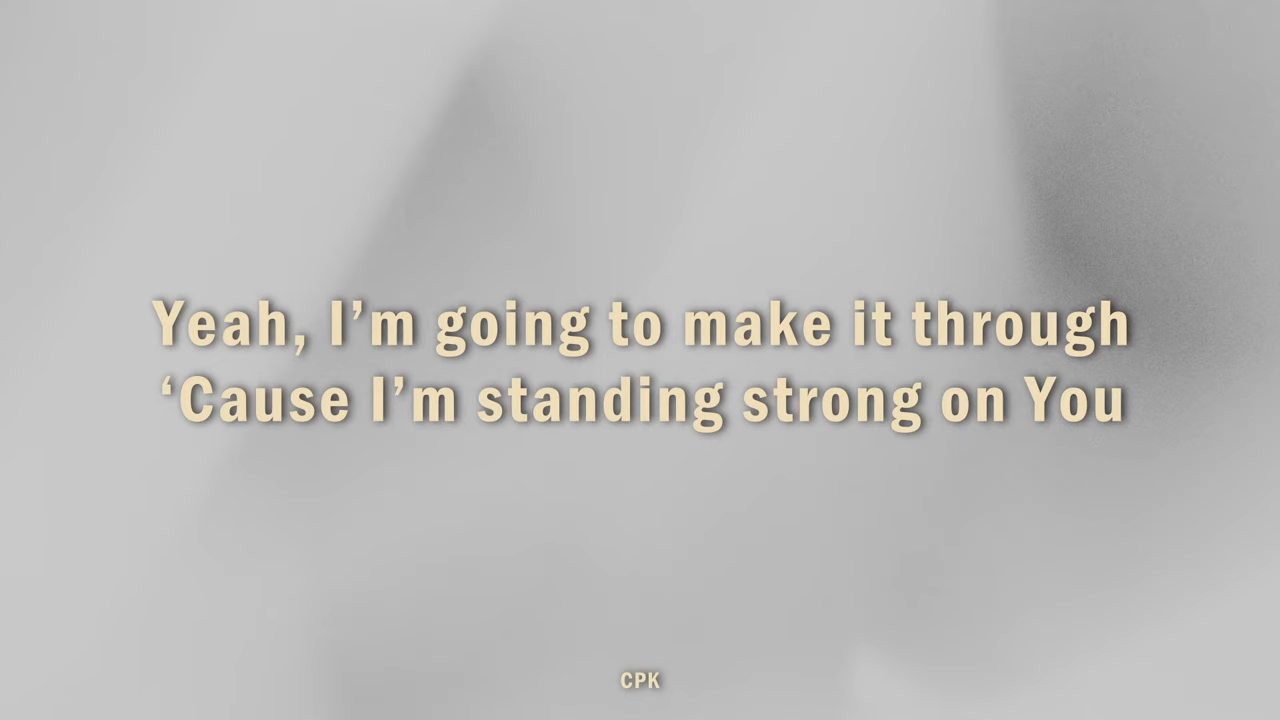 Yeah, I’m going to make it through
‘Cause I’m standing strong on You
CPK